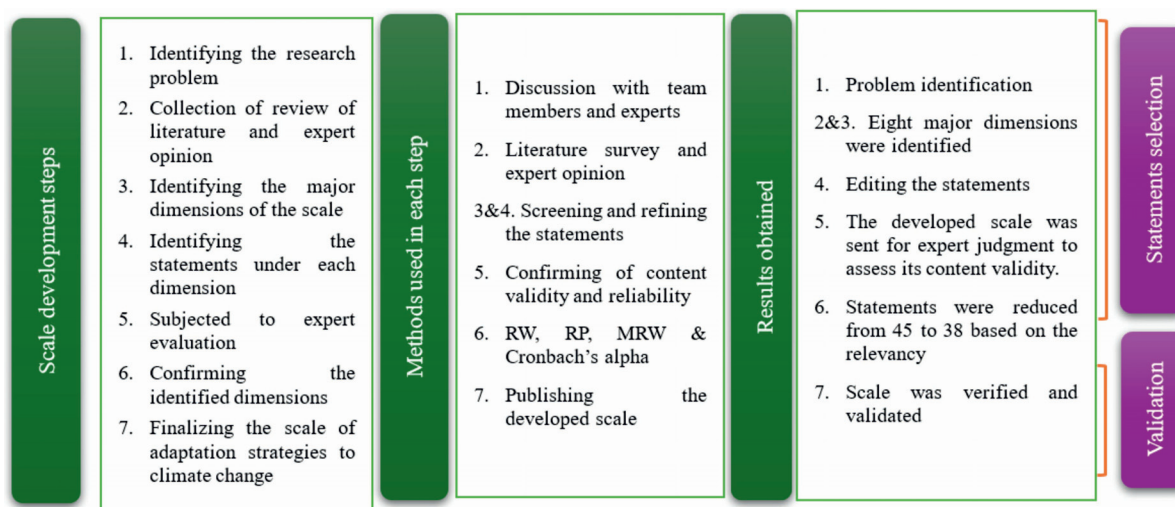 Scale development steps
1. Identifying the research
problem
2. Collection of review of
literature and expert
opinion
3. Identifying the major
dimensions of the scale
4. Identifying the
statements under each
dimension
5. Subjected to expert
evaluation
6. Confirming the
identified dimensions
7. Finalizing the scale of
adaptation strategies to
climate change
Methods used in each step
1. Discussion with team
members and experts
2. Literature survey and
expert opinion
3&4. Screening and refining
the statements
5. Confirming of content
validity and reliability
6. RW, RP, MRW &
Cronbach's alpha
7. Publishing the
developed scale
Results obtained
1. Problem identification
2&3. Eight major dimensions
were identified
4. Editing the statements
5. The developed scale was
sent for expert judgment to
assess its content validity.
6. Statements were reduced
from 45 to 38 based on the
relevancy
7. Scale was verified and
validated
Statements selection
Validation